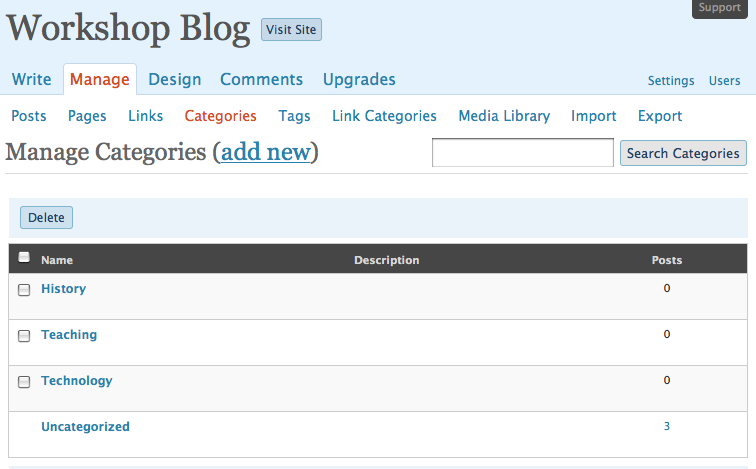 Support
Workshop Blog Visit Site
Write Manage Design Comments Upgrades Settings Users
Posts Pages Links Categories Tags Link Categories Media Library Import Export
Manage Categories (add new) Search Categories
Delete
Name Description Posts
History 0
Teaching 0
Technology 0
Uncategorized 3